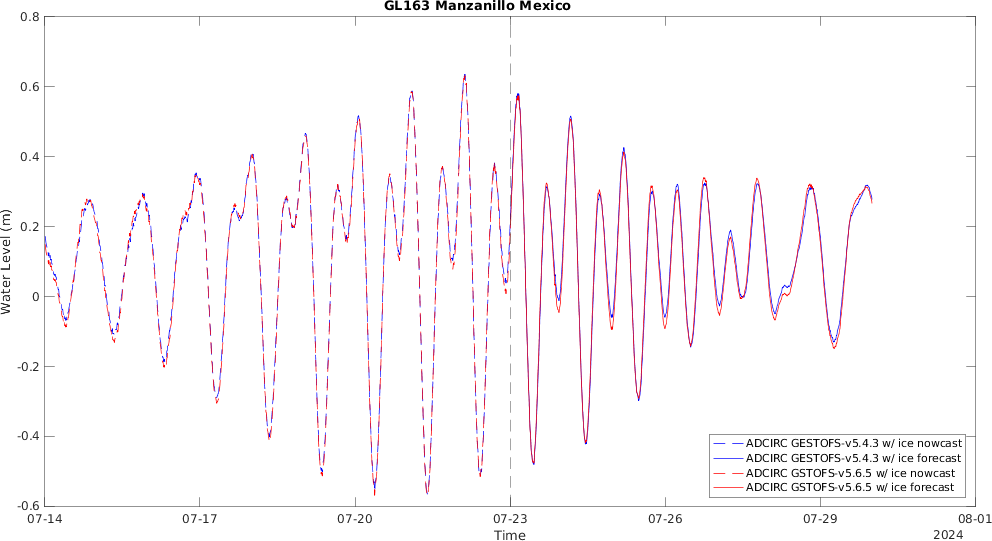 GL163 Manzanillo Mexico
Water Level (m)
0.8
0.6
0.4
0.2
0
-0.2
-0.4
-0.6
ADCIRC GESTOFS-v5.4.3 w/ ice nowcast
ADCIRC GESTOFS-v5.4.3 w/ ice forecast
ADCIRC GSTOFS-v5.6.5 w/ ice nowcast
ADCIRC GSTOFS-v5.6.5 w/ ice forecast
07-14 07-17 07-20 07-23 07-26 07-29 08-01
Time
2024